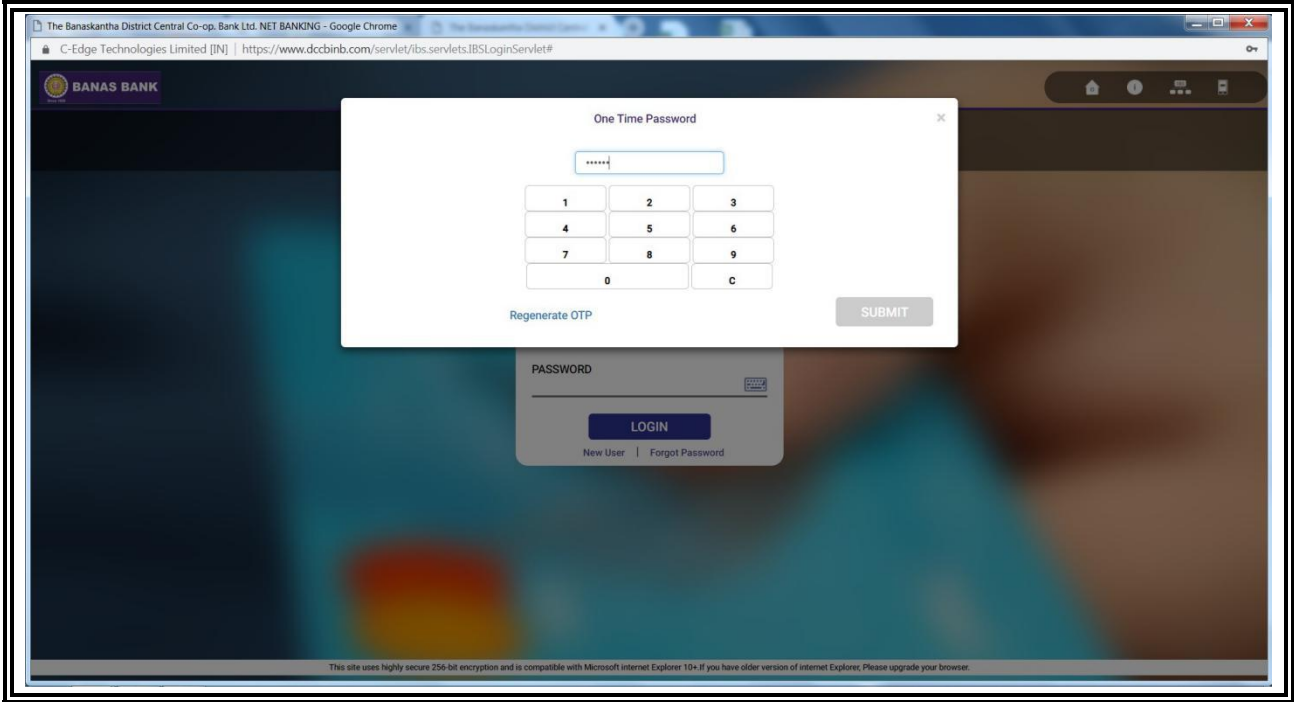 The Banaskantha District Central Co-op. Bank Ltd. NET BANKING - Google Chrome
C-Edge Technologies Limited [IN] | https://www.dccbinb.com/servlet/ibs.servlets.IBSLoginServlet#
BANAS BANK
One Time Password
1 2 3
4 5 6
7 8 9
0 C
Regenerate OTP
SUBMIT
PASSWORD
LOGIN
New User | Forgot Password
This site uses highly secure 256-bit encryption and is compatible with Microsoft internet Explorer 10+.If you have older version of internet Explorer, Please upgrade your browser.